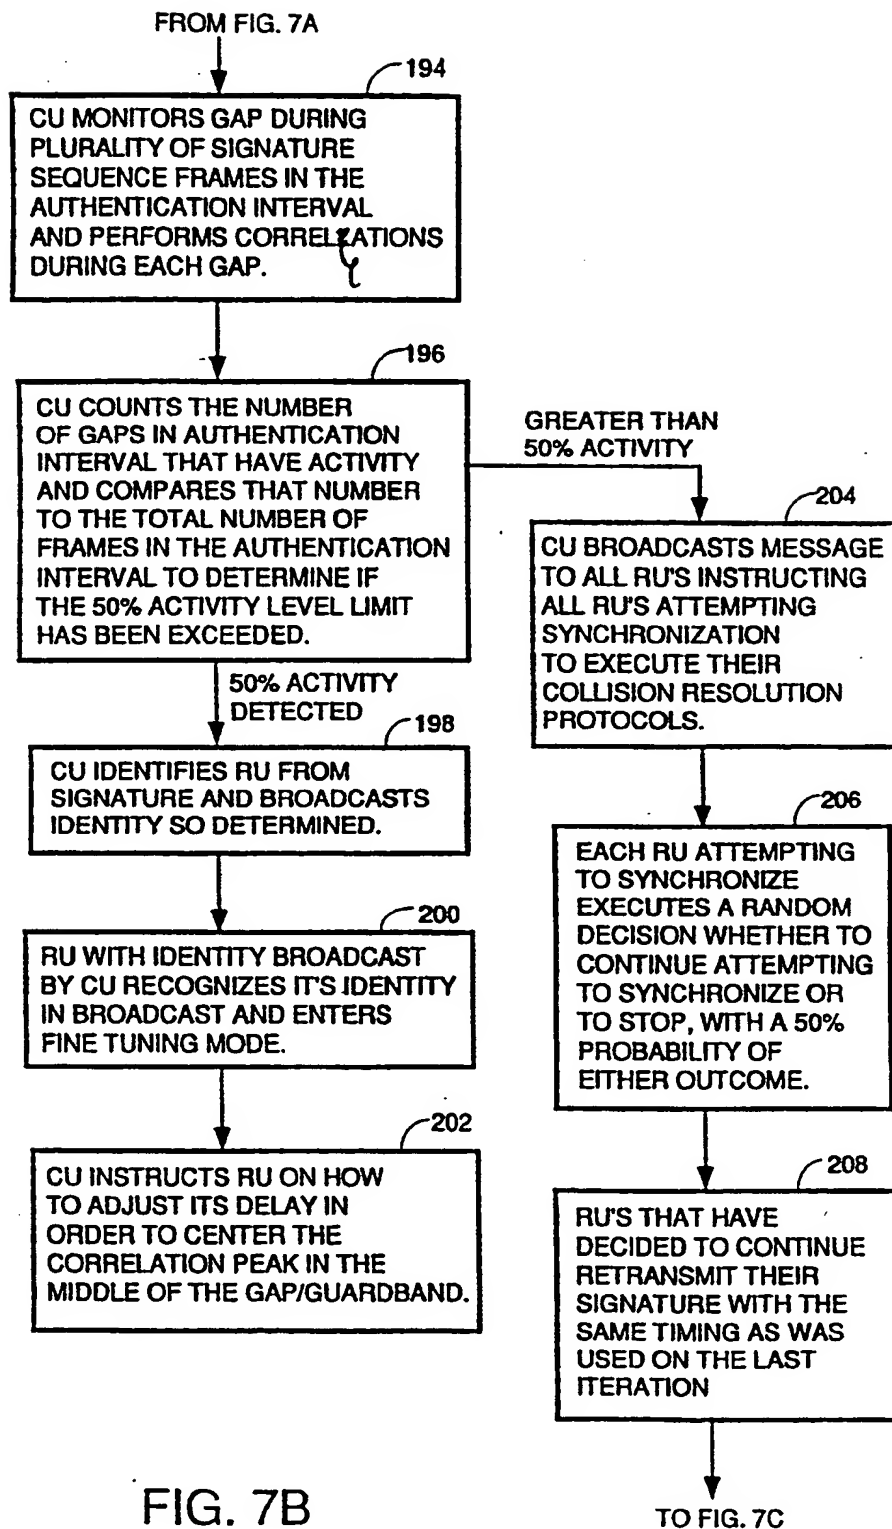 FROM FIG. 7A
194
CU MONITORS GAP DURING
PLURALITY OF SIGNATURE
SEQUENCE FRAMES IN THE
AUTHENTICATION INTERVAL
AND PERFORMS CORRELATIONS
DURING EACH GAP.
196
CU COUNTS THE NUMBER
OF GAPS IN AUTHENTICATION
INTERVAL THAT HAVE ACTIVITY
AND COMPARES THAT NUMBER
TO THE TOTAL NUMBER OF
FRAMES IN THE AUTHENTICATION
INTERVAL TO DETERMINE IF
THE 50% ACTIVITY LEVEL LIMIT
HAS BEEN EXCEEDED.
50% ACTIVITY
DETECTED
198
CU IDENTIFIES RU FROM
SIGNATURE AND BROADCASTS
IDENTITY SO DETERMINED.
200
RU WITH IDENTITY BROADCAST
BY CU RECOGNIZES IT'S IDENTITY
IN BROADCAST AND ENTERS
FINE TUNING MODE.
202
CU INSTRUCTS RU ON HOW
TO ADJUST ITS DELAY IN
ORDER TO CENTER THE
CORRELATION PEAK IN THE
MIDDLE OF THE GAP/GUARDBAND.
GREATER THAN
50% ACTIVITY
204
CU BROADCASTS MESSAGE
TO ALL RU'S INSTRUCTING
ALL RU'S ATTEMPTING
SYNCHRONIZATION
TO EXECUTE THEIR
COLLISION RESOLUTION
PROTOCOLS.
206
EACH RU ATTEMPTING
TO SYNCHRONIZE
EXECUTES A RANDOM
DECISION WHETHER TO
CONTINUE ATTEMPTING
TO SYNCHRONIZE OR
TO STOP, WITH A 50%
PROBABILITY OF
EITHER OUTCOME.
208
RU'S THAT HAVE
DECIDED TO CONTINUE
RETRANSMIT THEIR
SIGNATURE WITH THE
SAME TIMING AS WAS
USED ON THE LAST
ITERATION
TO FIG. 7C
FIG. 7B